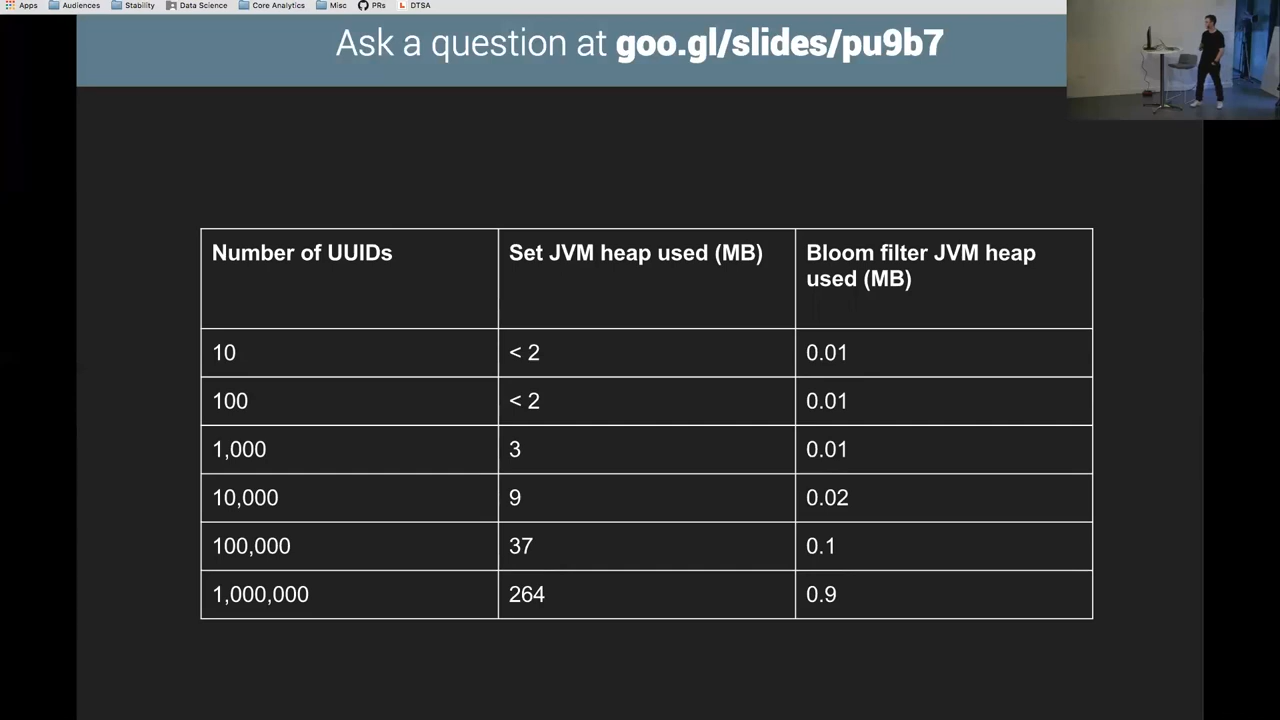 Apps Audiences Stability Data Science Core Analytics Misc PRs DTSA
Ask a question at goo.gl/slides/pu9b7
Number of UUIDs Set JVM heap used (MB) Bloom filter JVM heap
used (MB)
10 < 2 0.01
100 < 2 0.01
1,000 3 0.01
10,000 9 0.02
100,000 37 0.1
1,000,000 264 0.9